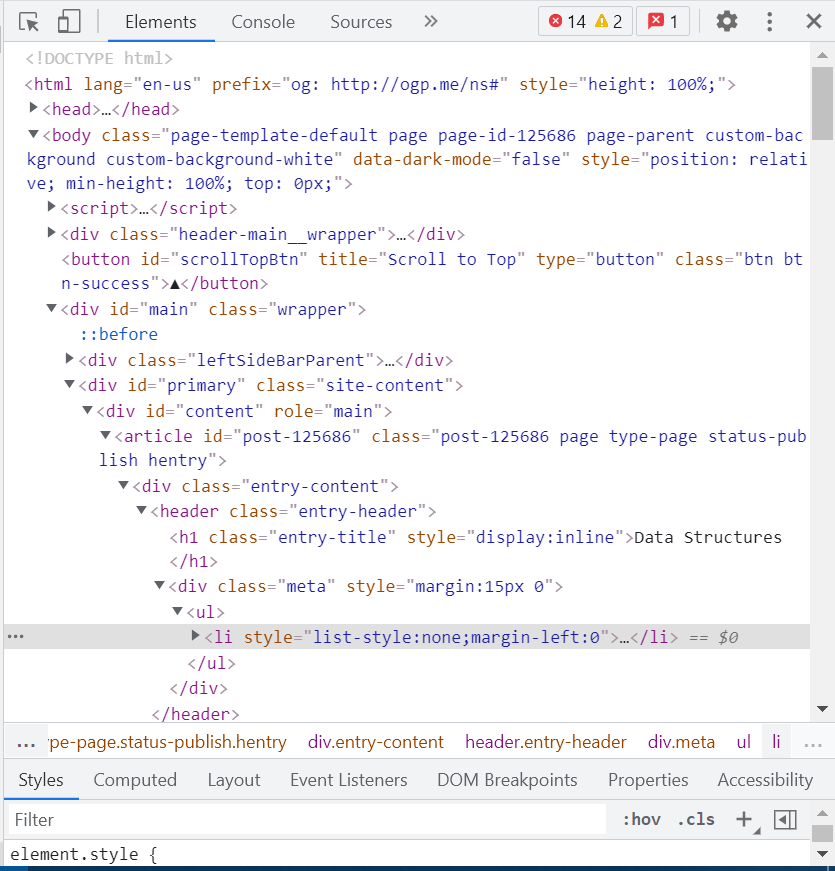 Elements Console Sources » 14 2 1
<!DOCTYPE html>
<html lang="en-us" prefix="og: http://ogp.me/ns#" style="height: 100%;">
<head>…</head>
<body class="page-template-default page page-id-125686 page-parent custom-bac
kground custom-background-white" data-dark-mode="false" style="position: relati
ve; min-height: 100%; top: 0px;">
<script>…</script>
<div class="header-main__wrapper">…</div>
<button id="scrollTopBtn" title="Scroll to Top" type="button" class="btn bt
n-success">▲</button>
<div id="main" class="wrapper">
::before
<div class="leftSideBarParent">…</div>
<div id="primary" class="site-content">
<div id="content" role="main">
<article id="post-125686" class="post-125686 page type-page status-pub
lish hentry">
<div class="entry-content">
<header class="entry-header">
<h1 class="entry-title" style="display:inline">Data Structures
</h1>
<div class="meta" style="margin:15px 0">
<ul>
<li style="list-style:none;margin-left:0">…</li> == $0
</ul>
</div>
</header>
… ype-page.status-publish.hentry div.entry-content header.entry-header div.meta ul li …
Styles Computed Layout Event Listeners DOM Breakpoints Properties Accessibility
Filter :hov .cls +
element.style {